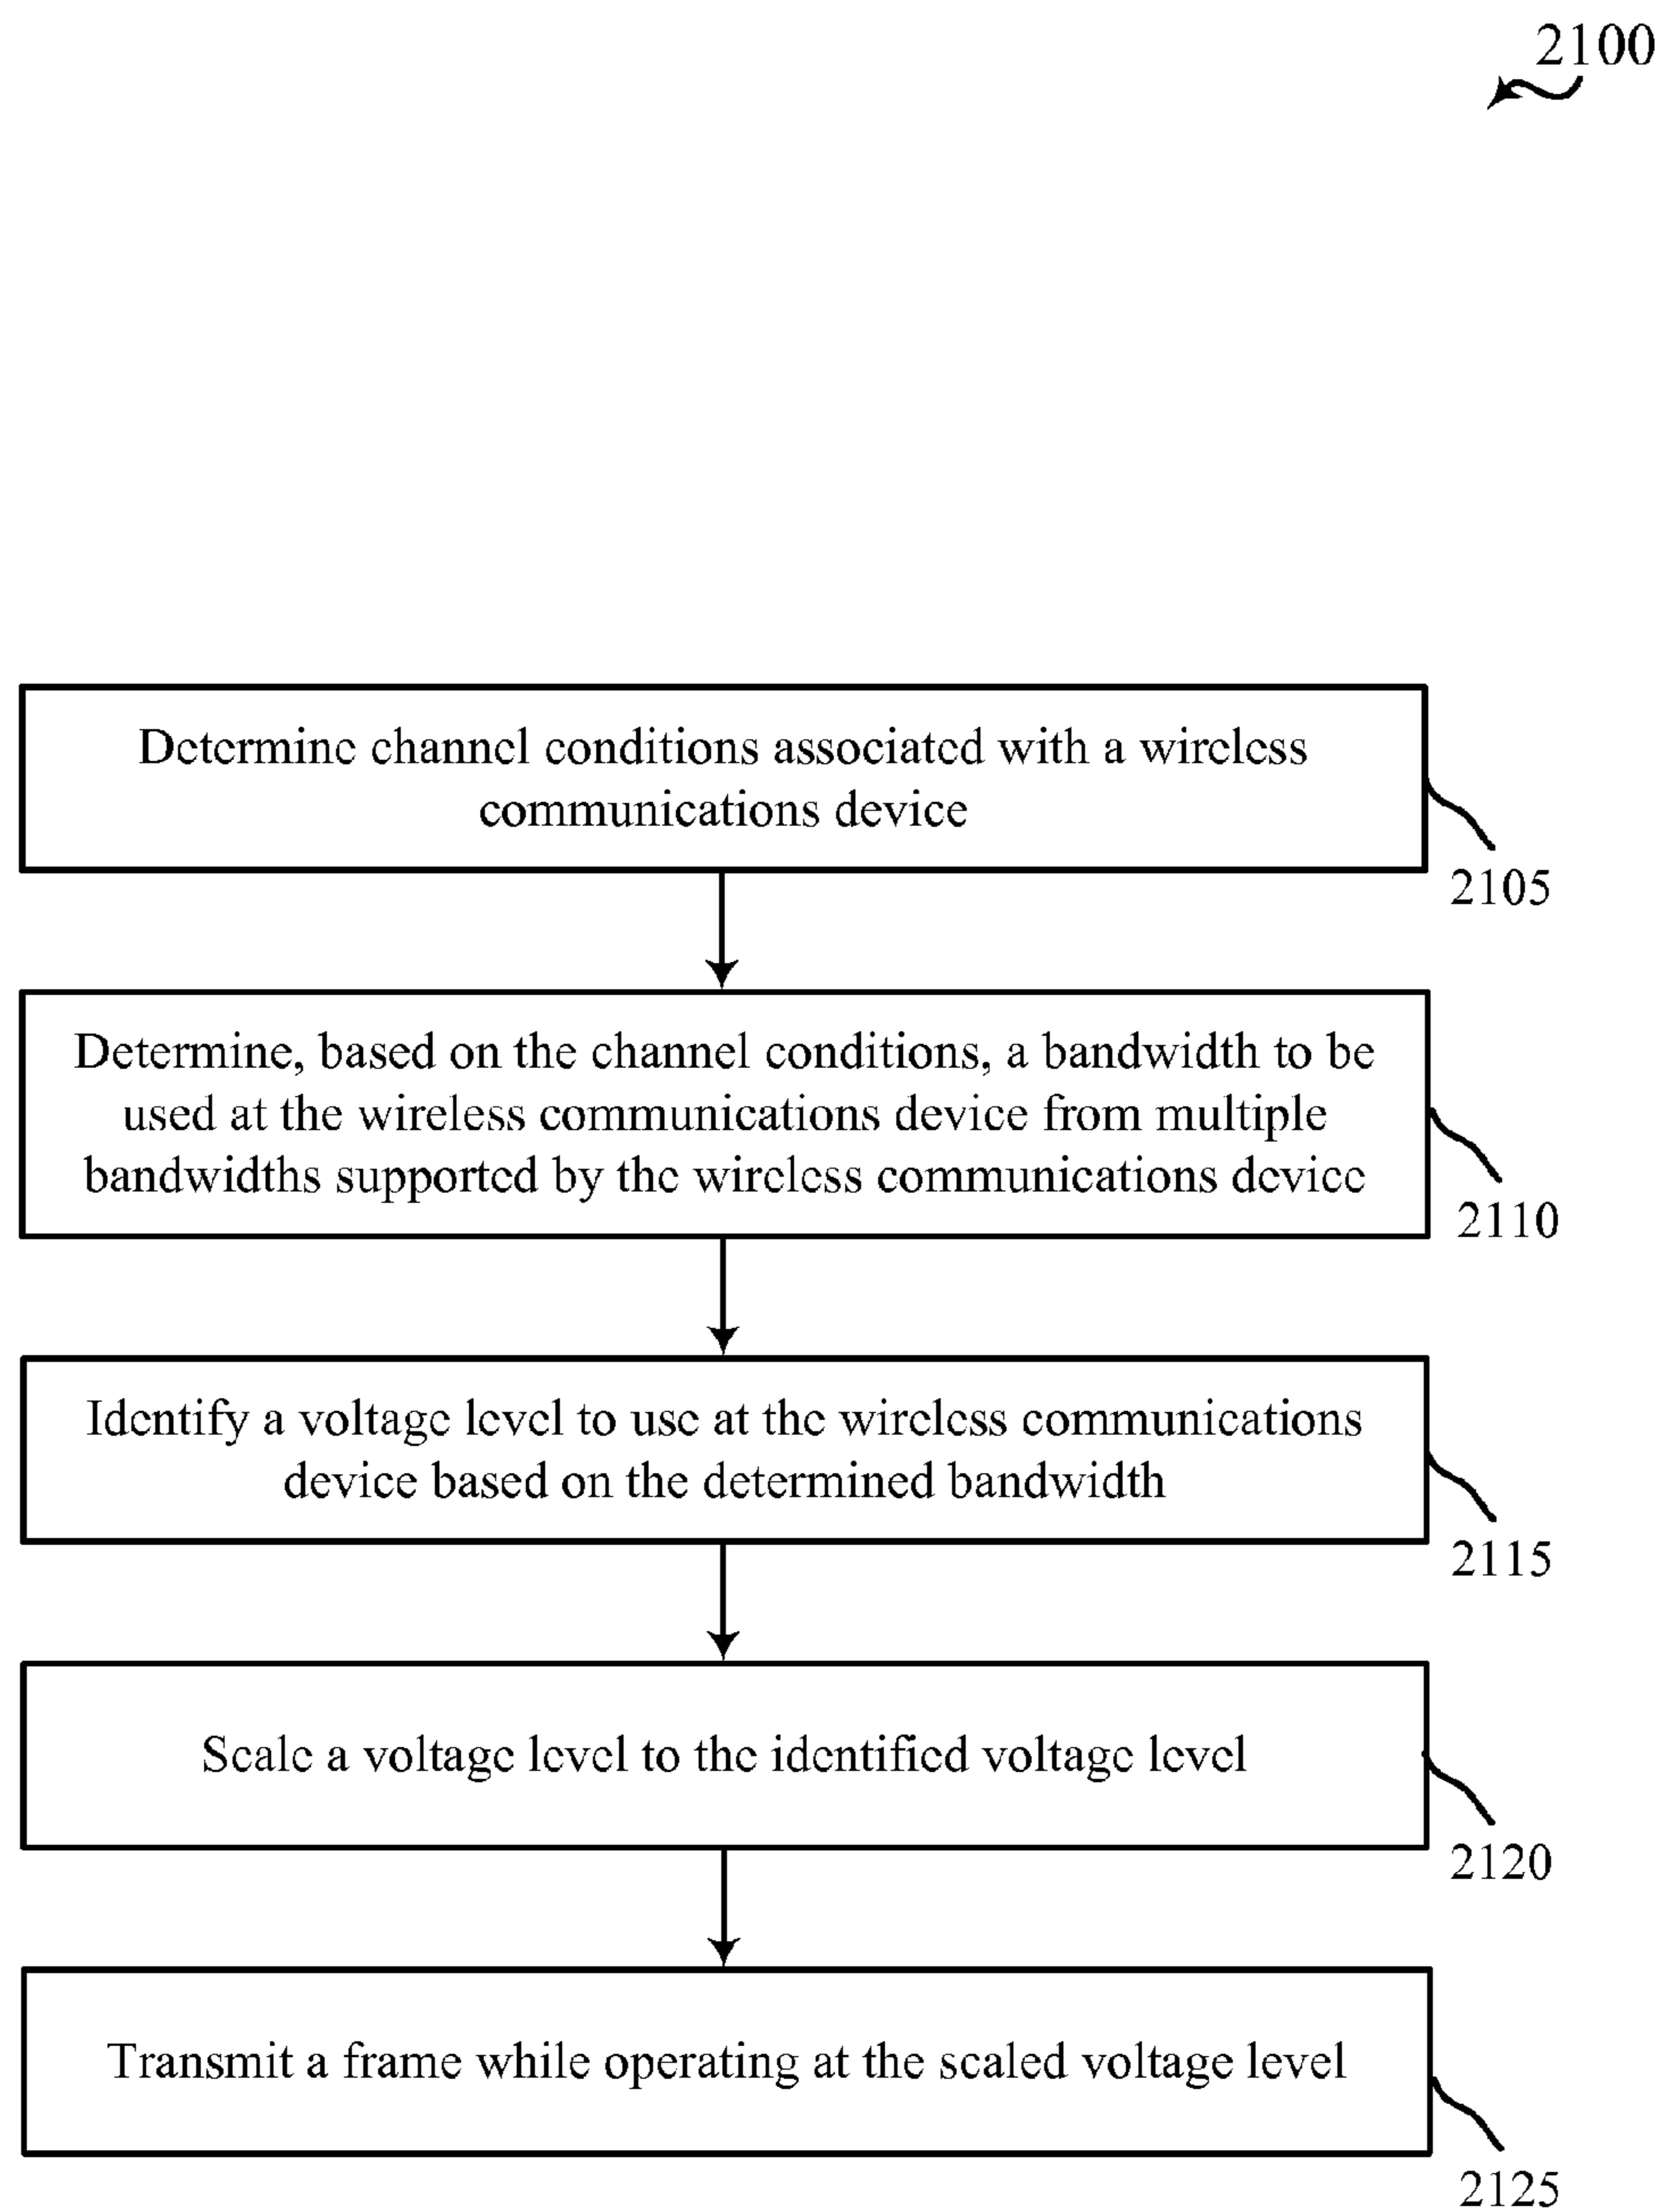 2100
Determine channel conditions associated with a wireless
communications device
2105
Determine, based on the channel conditions, a bandwidth to be
used at the wireless communications device from multiple
bandwidths supported by the wireless communications device
2110
Identify a voltage level to use at the wireless communications
device based on the determined bandwidth
2115
Scale a voltage level to the identified voltage level
2120
Transmit a frame while operating at the scaled voltage level
2125